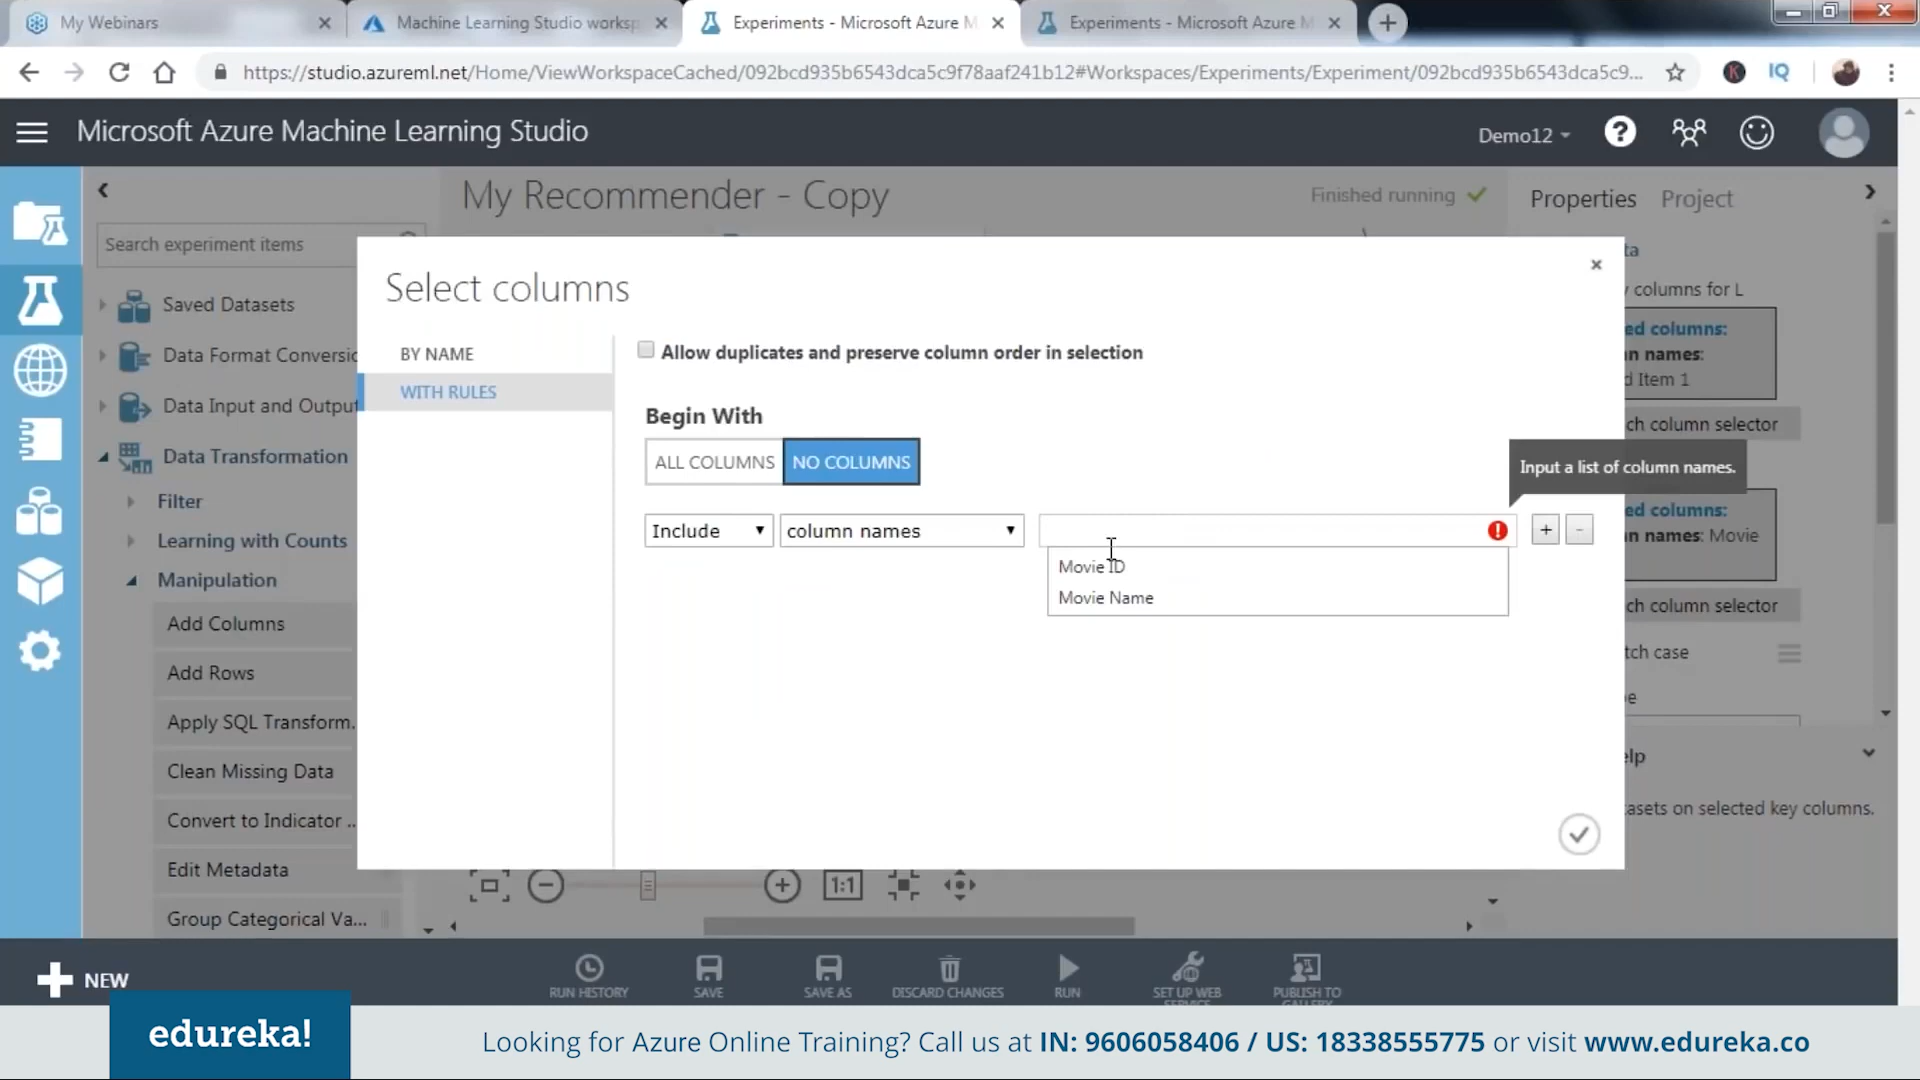 My Webinars
Machine Learning Studio worksp
Experiments - Microsoft Azure M
Experiments - Microsoft Azure M
https://studio.azureml.net/Home/ViewWorkspaceCached/092bcd935b6543dca5c9f78aaf241b12#Workspaces/Experiments/Experiment/092bcd935b6543dca5c9...
K
IQ
Microsoft Azure Machine Learning Studio
Demo12
?
My Recommender - Copy
Finished running
Properties
Project
Search experiment items
Saved Datasets
Data Format Conversio
Data Input and Output
Data Transformation
Filter
Learning with Counts
Manipulation
Add Columns
Add Rows
Apply SQL Transform.
Clean Missing Data
Convert to Indicator ..
Edit Metadata
Group Categorical Va...
Select columns
BY NAME
WITH RULES
Allow duplicates and preserve column order in selection
Begin With
ALL COLUMNS
NO COLUMNS
Include
column names
Movie ID
Movie Name
Input a list of column names.
+
-
ta
columns for L
ed columns:
n names:
d Item 1
ch column selector
ed columns:
n names: Movie
ch column selector
tch case
e
elp
asets on selected key columns.
1:1
NEW
RUN HISTORY
SAVE
SAVE AS
DISCARD CHANGES
RUN
SET UP WEB
SERVICE
PUBLISH TO
GALLERY
edureka!
Looking for Azure Online Training? Call us at IN: 9606058406 / US: 18338555775 or visit www.edureka.co